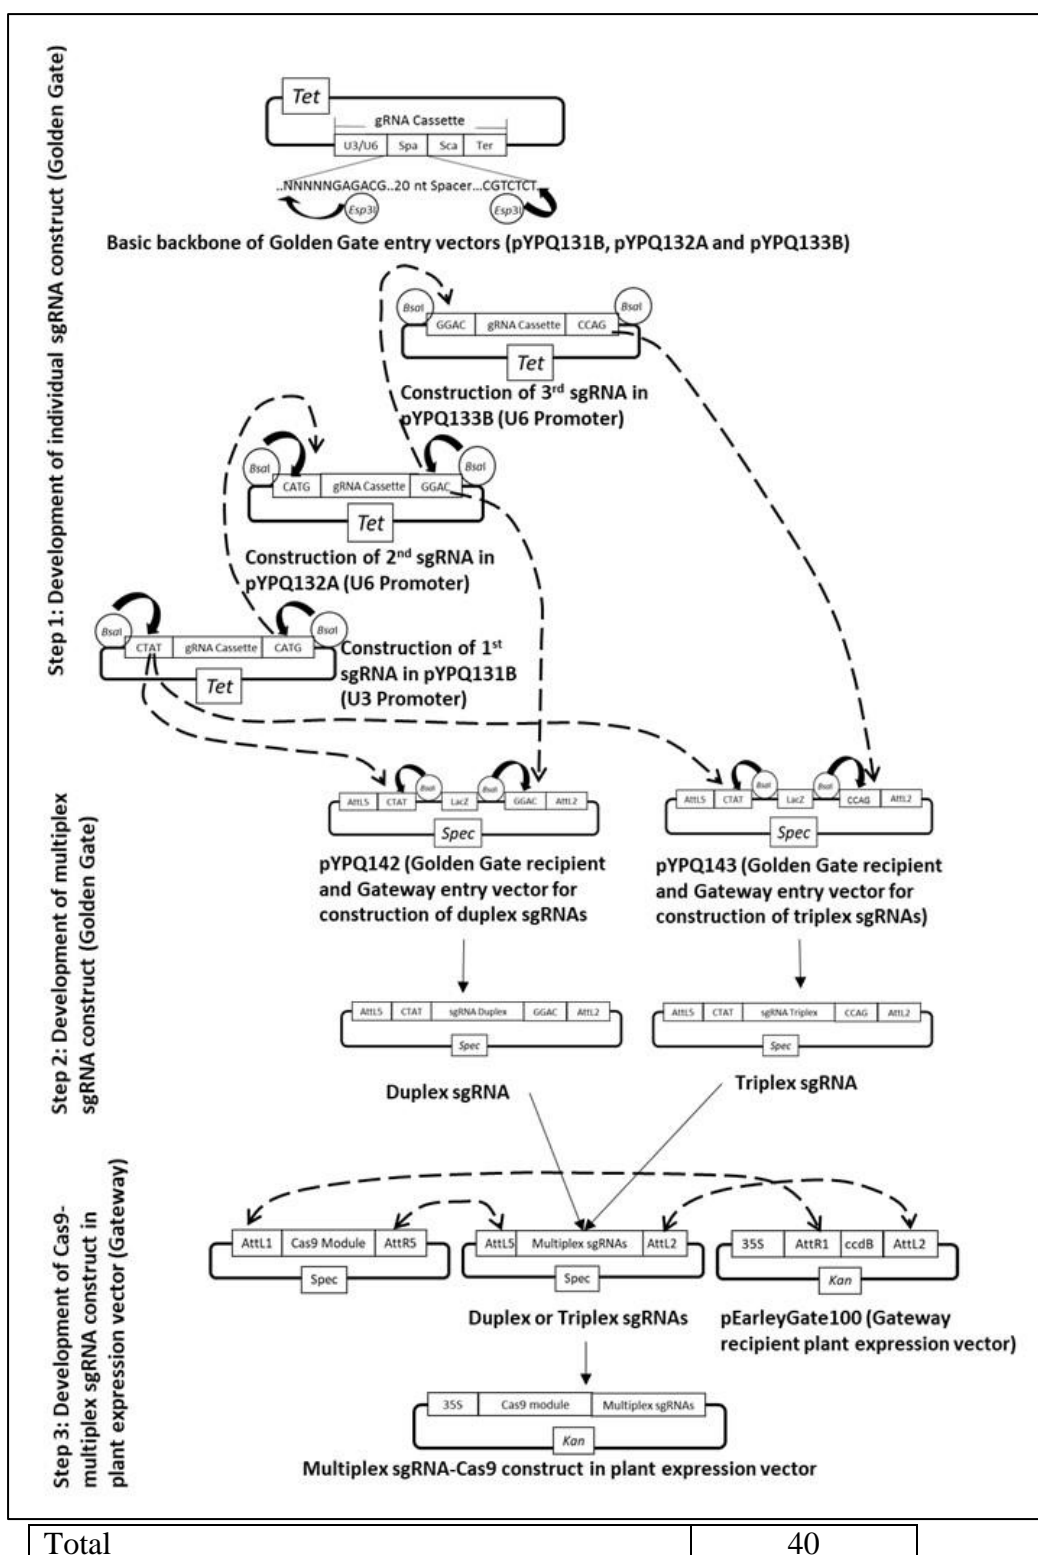 Step 1: Development of individual sgRNA construct (Golden Gate)
Tet
gRNA Cassette
U3/U6 Spa Sca Ter
..NNNNNGAGACG..20 nt Spacer...CGTCTCT..
Esp3I Esp3I
Basic backbone of Golden Gate entry vectors (pYPQ131B, pYPQ132A and pYPQ133B)
BsaI BsaI
GGAC gRNA Cassette CCAG
Tet
Construction of 3rd sgRNA in
pYPQ133B (U6 Promoter)
BsaI BsaI
CATG gRNA Cassette GGAC
Tet
Construction of 2nd sgRNA in
pYPQ132A (U6 Promoter)
BsaI BsaI
CTAT gRNA Cassette CATG
Tet
Construction of 1st
sgRNA in pYPQ131B
(U3 Promoter)
Step 2: Development of multiplex
sgRNA construct (Golden Gate)
BsaI BsaI
AttL5 CTAT LacZ GGAC AttL2
Spec
pYPQ142 (Golden Gate recipient
and Gateway entry vector for
construction of duplex sgRNAs
BsaI BsaI
AttL5 CTAT LacZ CCAG AttL2
Spec
pYPQ143 (Golden Gate recipient
and Gateway entry vector for
construction of triplex sgRNAs)
AttL5 CTAT sgRNA Duplex GGAC AttL2
Spec
Duplex sgRNA
AttL5 CTAT sgRNA Triplex CCAG AttL2
Spec
Triplex sgRNA
Step 3: Development of Cas9-
multiplex sgRNA construct in
plant expression vector (Gateway)
AttL1 Cas9 Module AttR5
Spec
AttL5 Multiplex sgRNAs AttL2
Spec
Duplex or Triplex sgRNAs
35S AttR1 ccdB AttL2
Kan
pEarleyGate100 (Gateway
recipient plant expression vector)
35S Cas9 module Multiplex sgRNAs
Kan
Multiplex sgRNA-Cas9 construct in plant expression vector
Total 40